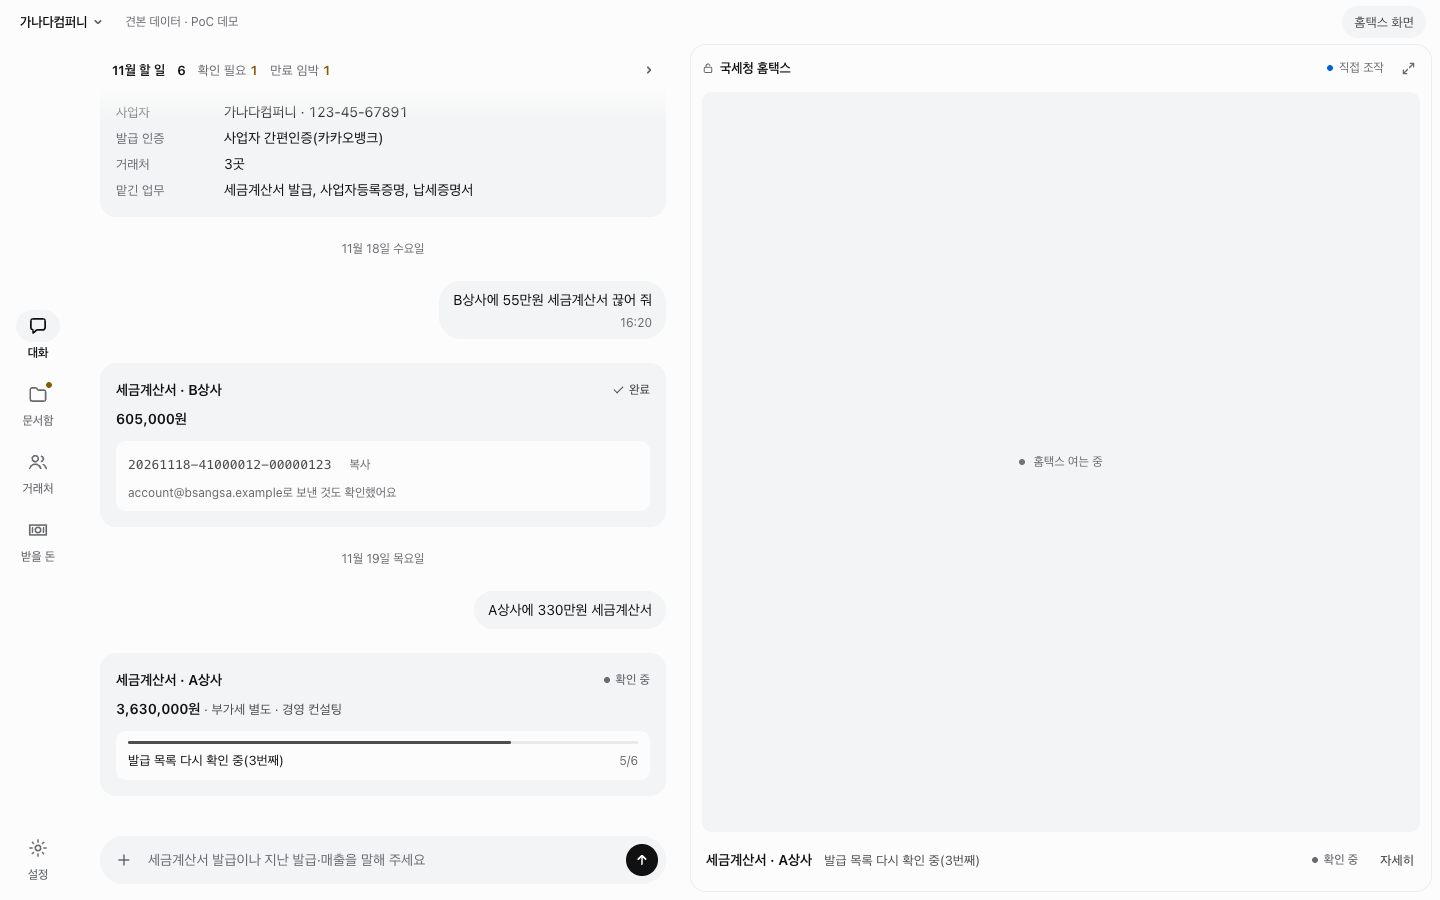 가나다컴퍼니
견본 데이터 · PoC 데모
홈택스 화면
11월 할 일 6 확인 필요 1 만료 임박 1
사업자 가나다컴퍼니 · 123-45-67891
발급 인증 사업자 간편인증(카카오뱅크)
거래처 3곳
맡긴 업무 세금계산서 발급, 사업자등록증명, 납세증명서
11월 18일 수요일
B상사에 55만원 세금계산서 끊어 줘
16:20
세금계산서 · B상사 완료
605,000원
20261118-41000012-00000123 복사
account@bsangsa.example로 보낸 것도 확인했어요
11월 19일 목요일
A상사에 330만원 세금계산서
세금계산서 · A상사 확인 중
3,630,000원 · 부가세 별도 · 경영 컨설팅
발급 목록 다시 확인 중(3번째) 5/6
세금계산서 발급이나 지난 발급·매출을 말해 주세요
대화
문서함
거래처
받을 돈
설정
국세청 홈택스 직접 조작
홈택스 여는 중
세금계산서 · A상사 발급 목록 다시 확인 중(3번째) 확인 중 자세히